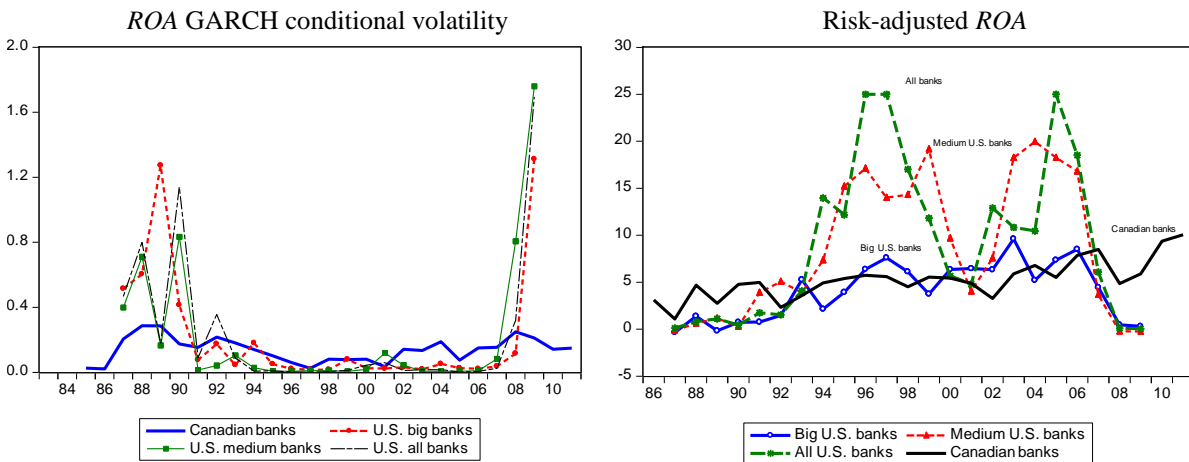 ROA GARCH conditional volatility
2.0
1.6
1.2
0.8
0.4
0.0
84 86 88 90 92 94 96 98 00 02 04 06 08 10
Canadian banks U.S. big banks
U.S. medium banks U.S. all banks
Risk-adjusted ROA
30
25
20
15
10
5
0
-5
All banks
Medium U.S. banks
Big U.S. banks
Canadian banks
86 88 90 92 94 96 98 00 02 04 06 08 10
Big U.S. banks Medium U.S. banks
All U.S. banks Canadian banks